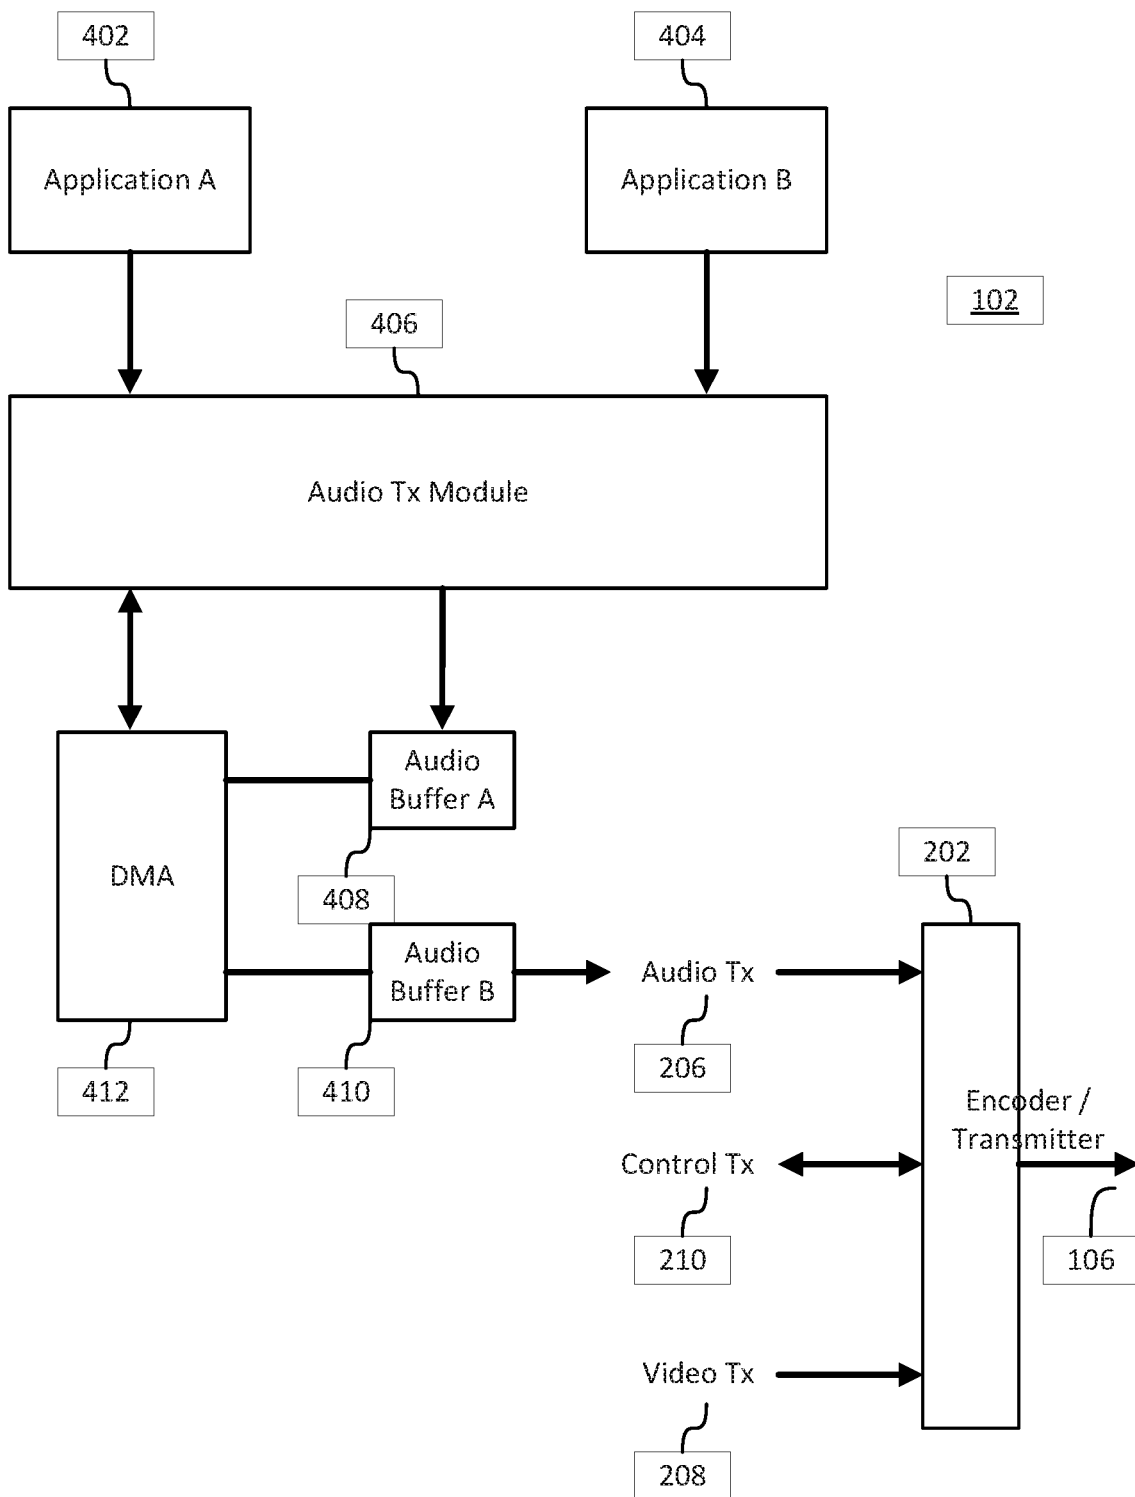 402
404
Application A
Application B
102
406
Audio Tx Module
Audio
Buffer A
202
DMA
408
Audio
Buffer B
Audio Tx
412
410
206
Encoder /
Transmitter
Control Tx
210
106
Video Tx
208